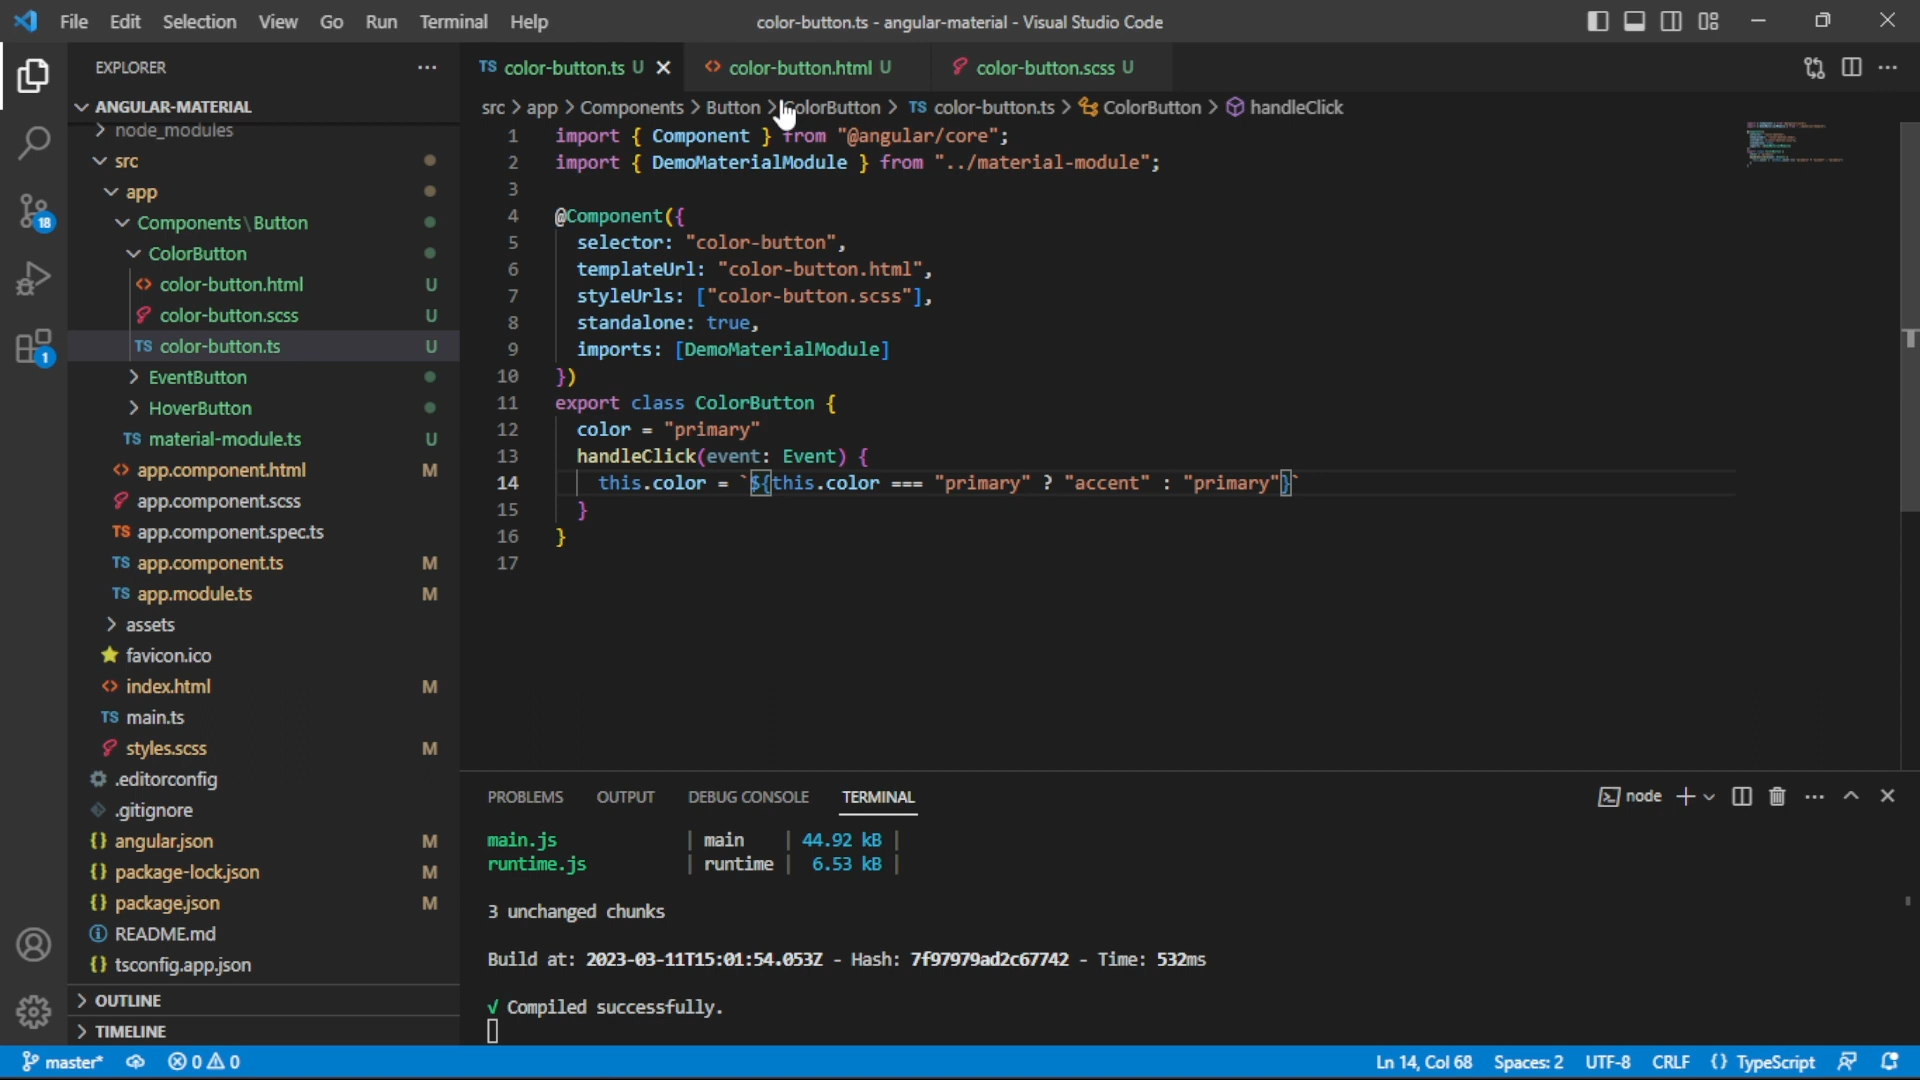 File Edit Selection View Go Run Terminal Help
color-button.ts - angular-material - Visual Studio Code
EXPLORER
ANGULAR-MATERIAL
node_modules
src
app
Components\Button
ColorButton
color-button.html U
color-button.scss U
TS color-button.ts U
EventButton
HoverButton
TS material-module.ts U
app.component.html M
app.component.scss
TS app.component.spec.ts
TS app.component.ts M
TS app.module.ts M
assets
favicon.ico
index.html M
TS main.ts
styles.scss M
.editorconfig
.gitignore
{} angular.json M
{} package-lock.json M
{} package.json M
README.md
{} tsconfig.app.json
OUTLINE
TIMELINE
18
1
TS color-button.ts U
<> color-button.html U
color-button.scss U
src > app > Components > Button > ColorButton > TS color-button.ts > ColorButton > handleClick
1 import { Component } from "@angular/core";
2 import { DemoMaterialModule } from "../material-module";
3
4 @Component({
5 selector: "color-button",
6 templateUrl: "color-button.html",
7 styleUrls: ["color-button.scss"],
8 standalone: true,
9 imports: [DemoMaterialModule]
10 })
11 export class ColorButton {
12 color = "primary"
13 handleClick(event: Event) {
14 this.color = `${this.color === "primary" ? "accent" : "primary"}`
15 }
16 }
17
PROBLEMS OUTPUT DEBUG CONSOLE TERMINAL
node
main.js | main | 44.92 kB |
runtime.js | runtime | 6.53 kB |
3 unchanged chunks
Build at: 2023-03-11T15:01:54.053Z - Hash: 7f97979ad2c67742 - Time: 532ms
√ Compiled successfully.
master* 0 0
Ln 14, Col 68 Spaces: 2 UTF-8 CRLF {} TypeScript